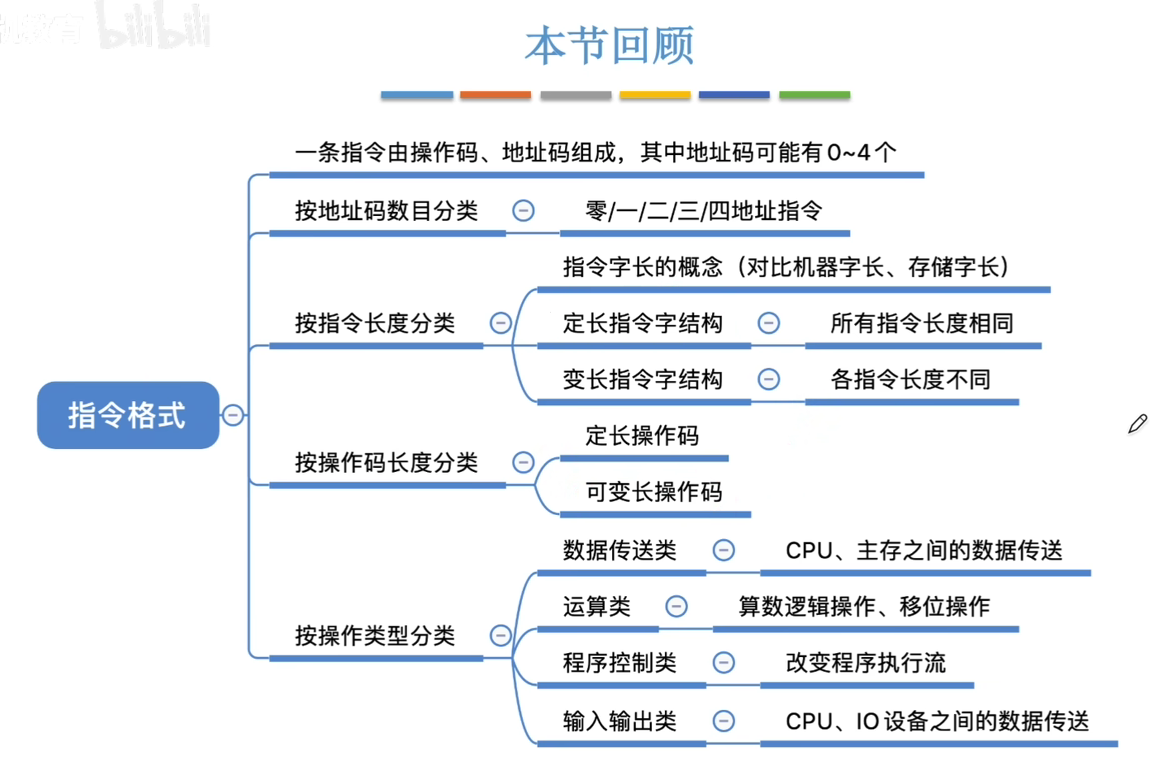 bilibili
本节回顾
一条指令由操作码、地址码组成，其中地址码可能有0~4个
按地址码数目分类
零/一/二/三/四地址指令
指令字长的概念（对比机器字长、存储字长）
按指令长度分类
定长指令字结构
所有指令长度相同
变长指令字结构
各指令长度不同
指令格式
定长操作码
按操作码长度分类
可变长操作码
数据传送类
CPU、主存之间的数据传送
运算类
算数逻辑操作、移位操作
按操作类型分类
程序控制类
改变程序执行流
输入输出类
CPU、IO设备之间的数据传送